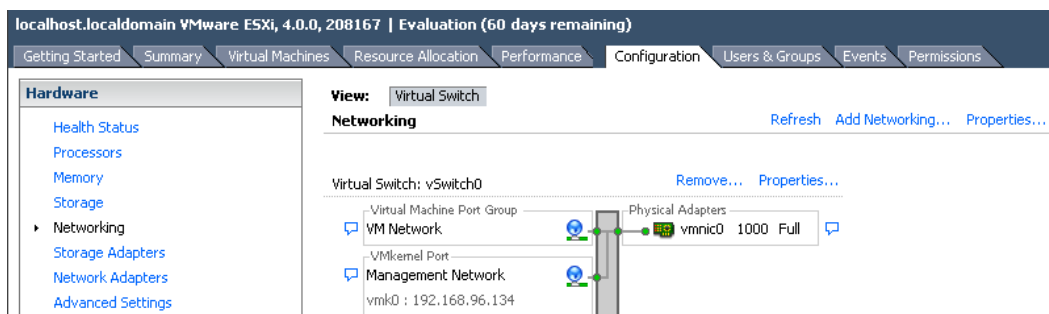 localhost.localdomain VMware ESXi, 4.0.0, 208167 | Evaluation (60 days remaining)
Getting Started Summary Virtual Machines Resource Allocation Performance Configuration Users & Groups Events Permissions
Hardware
Health Status
Processors
Memory
Storage
Networking
Storage Adapters
Network Adapters
Advanced Settings
View: Virtual Switch
Networking Refresh Add Networking... Properties...
Virtual Switch: vSwitch0 Remove... Properties...
Virtual Machine Port Group Physical Adapters
VM Network vmnic0 1000 Full
VMkernel Port
Management Network
vmk0 : 192.168.96.134